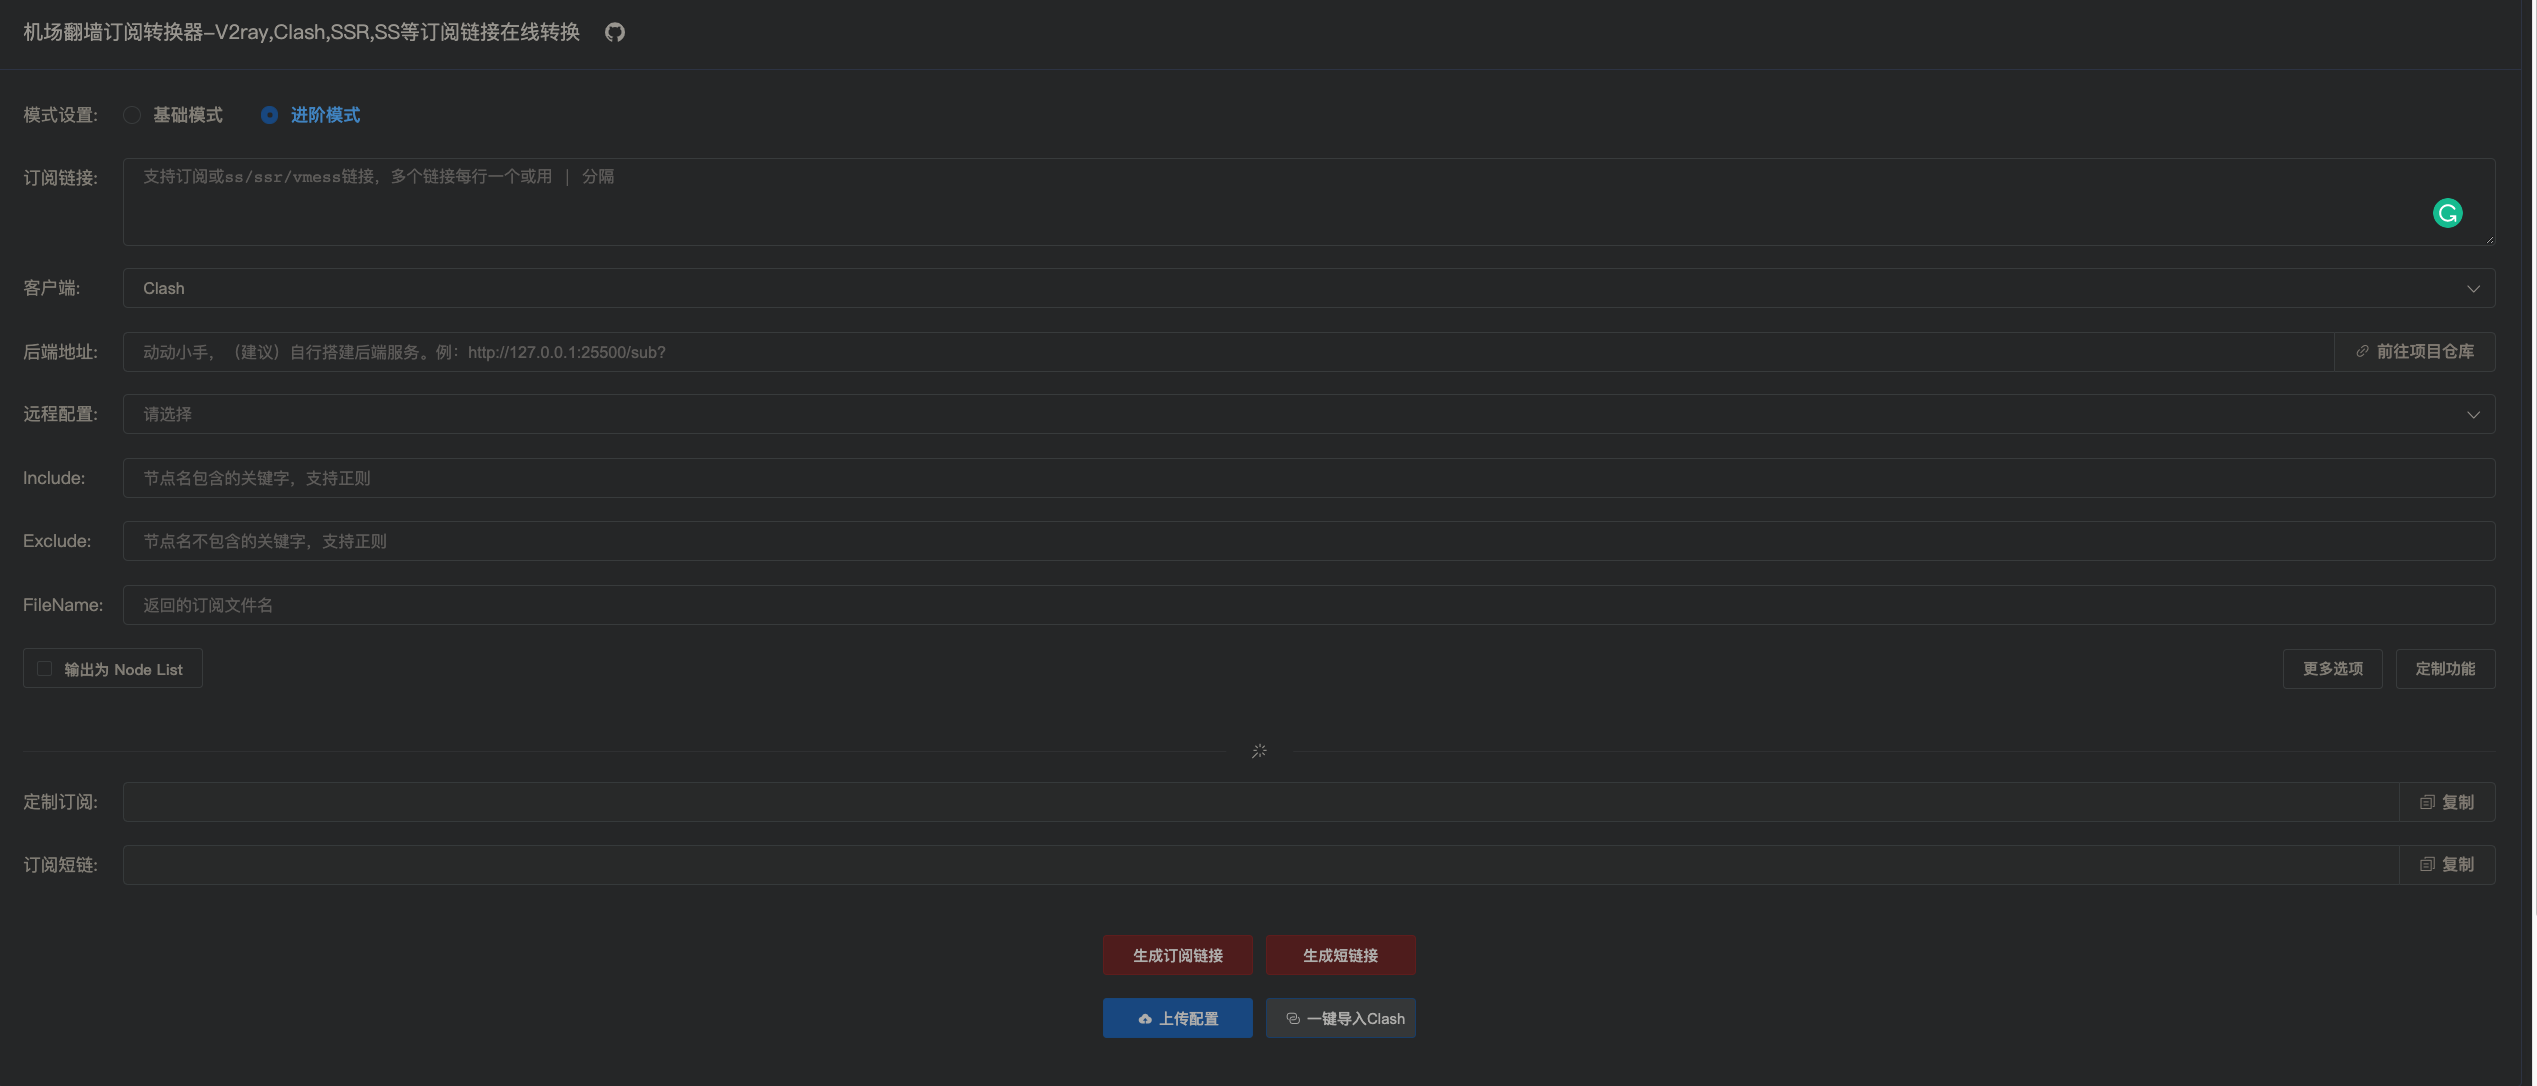 机场翻墙订阅转换器-V2ray,Clash,SSR,SS等订阅链接在线转换
模式设置: 基础模式 进阶模式
订阅链接: 支持订阅或ss/ssr/vmess链接，多个链接每行一个或用 | 分隔
客户端: Clash
后端地址: 动动小手，（建议）自行搭建后端服务。例：http://127.0.0.1:25500/sub? 前往项目仓库
远程配置: 请选择
Include: 节点名包含的关键字，支持正则
Exclude: 节点名不包含的关键字，支持正则
FileName: 返回的订阅文件名
输出为 Node List 更多选项 定制功能
定制订阅: 复制
订阅短链: 复制
生成订阅链接 生成短链接
上传配置 一键导入Clash